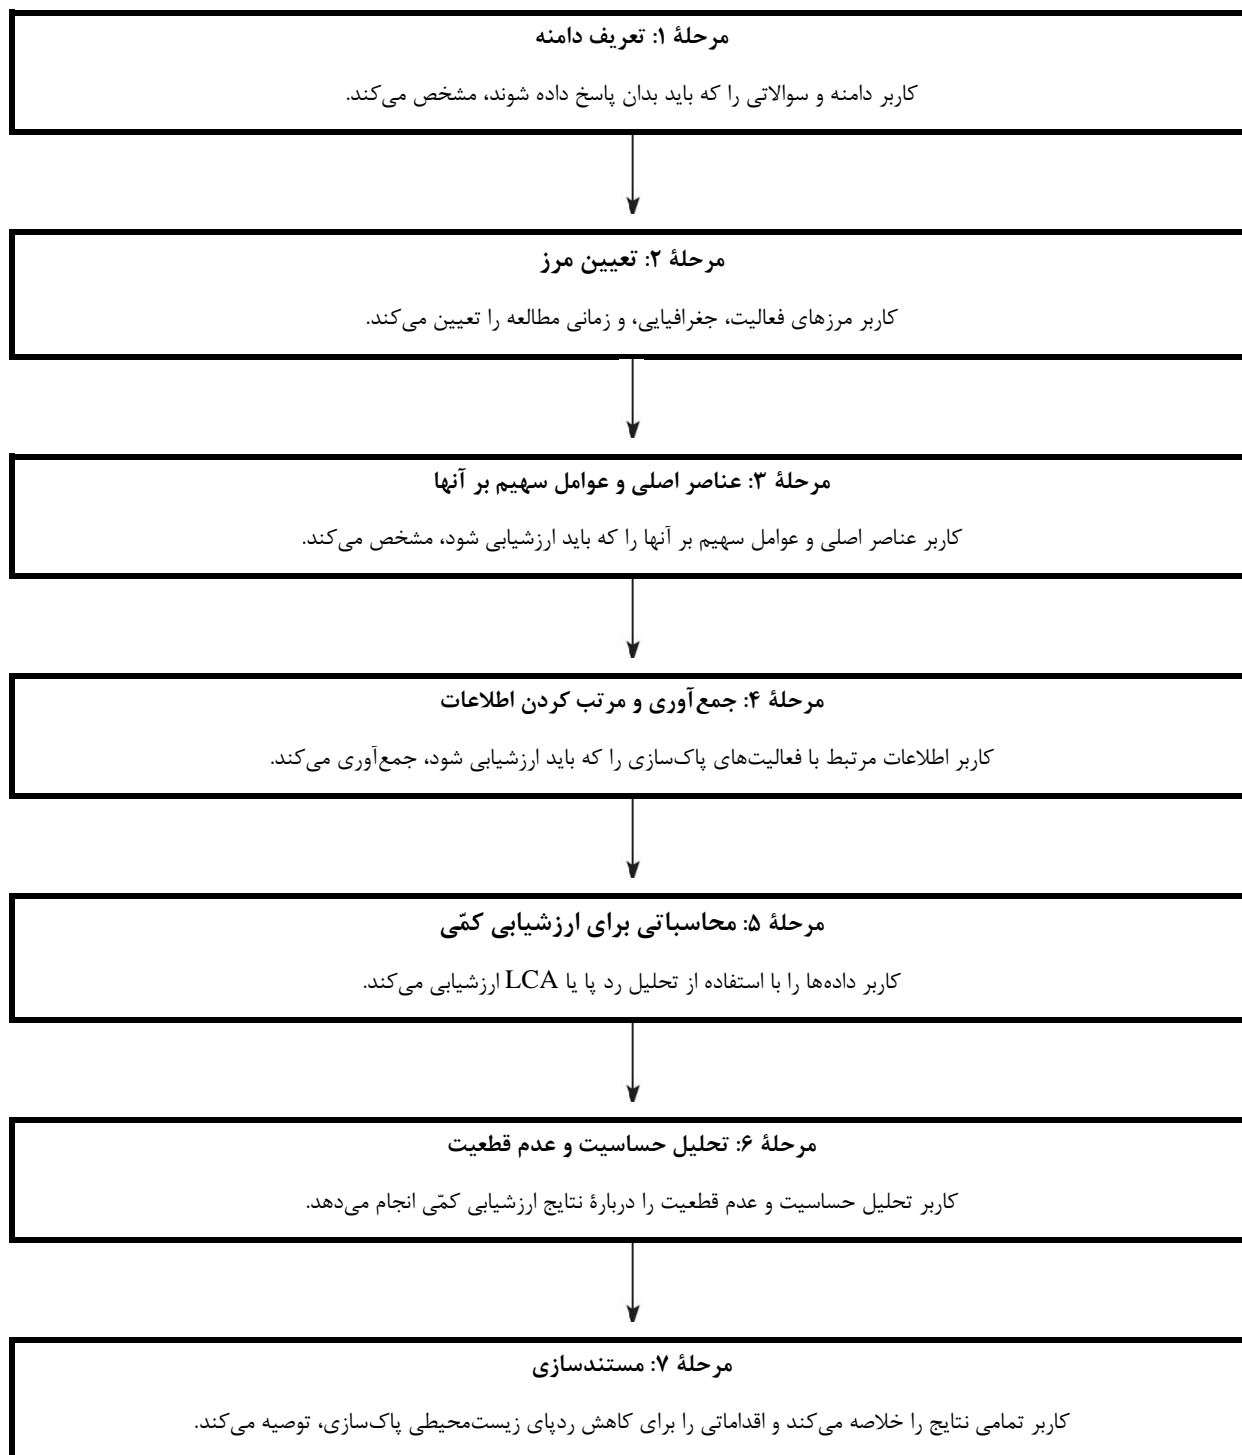 مرحلهٔ ۱: تعریف دامنه
کاربر دامنه و سوالاتی را که باید بدان پاسخ داده شوند، مشخص می‌کند.
مرحلهٔ ۲: تعیین مرز
کاربر مرزهای فعالیت، جغرافیایی، و زمانی مطالعه را تعیین می‌کند.
مرحلهٔ ۳: عناصر اصلی و عوامل سهیم بر آنها
کاربر عناصر اصلی و عوامل سهیم بر آنها را که باید ارزشیابی شود، مشخص می‌کند.
مرحلهٔ ۴: جمع‌آوری و مرتب کردن اطلاعات
کاربر اطلاعات مرتبط با فعالیت‌های پاک‌سازی را که باید ارزشیابی شود، جمع‌آوری می‌کند.
مرحلهٔ ۵: محاسباتی برای ارزشیابی کمّی
کاربر داده‌ها را با استفاده از تحلیل رد پا یا LCA ارزشیابی می‌کند.
مرحلهٔ ۶: تحلیل حساسیت و عدم قطعیت
کاربر تحلیل حساسیت و عدم قطعیت را دربارهٔ نتایج ارزشیابی کمّی انجام می‌دهد.
مرحلهٔ ۷: مستندسازی
کاربر تمامی نتایج را خلاصه می‌کند و اقداماتی را برای کاهش ردپای زیست‌محیطی پاک‌سازی، توصیه می‌کند.